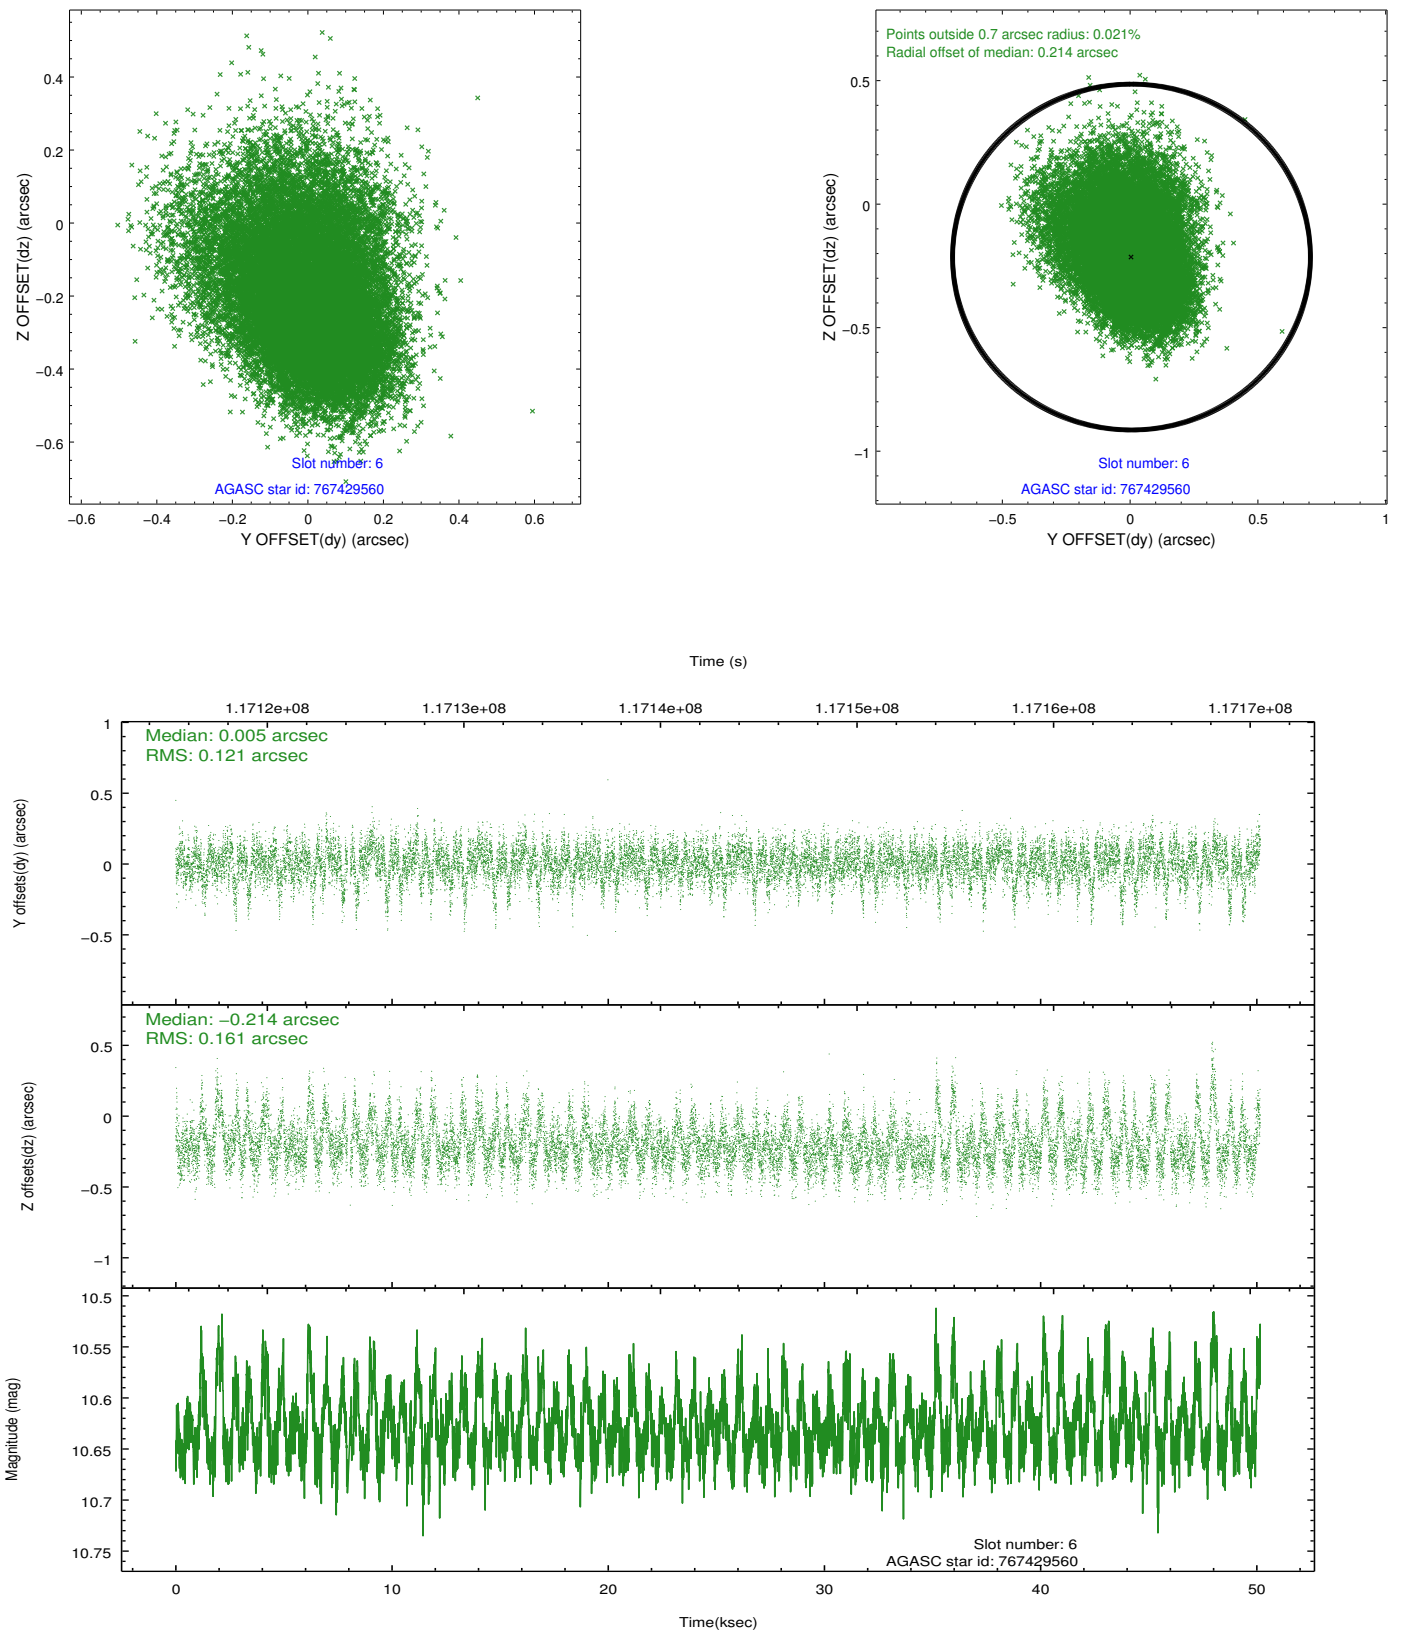 0.4
0.2
0
−0.2
−0.4
−0.6
Z OFFSET(dz) (arcsec)
Slot number: 6
AGASC star id: 767429560
−0.6
−0.4
−0.2
0
0.2
0.4
0.6
Y OFFSET(dy) (arcsec)
Points outside 0.7 arcsec radius: 0.021%
Radial offset of median: 0.214 arcsec
0.5
0
−0.5
−1
Z OFFSET(dz) (arcsec)
Slot number: 6
AGASC star id: 767429560
−0.5
0
0.5
1
Y OFFSET(dy) (arcsec)
Time (s)
1.1712e+08
1.1713e+08
1.1714e+08
1.1715e+08
1.1716e+08
1.1717e+08
Median: 0.005 arcsec
RMS: 0.121 arcsec
1
0.5
0
−0.5
Y offsets(dy) (arcsec)
Median: −0.214 arcsec
RMS: 0.161 arcsec
0.5
0
−0.5
−1
Z offsets(dz) (arcsec)
10.5
10.55
10.6
10.65
10.7
10.75
Magnitude (mag)
Slot number: 6
AGASC star id: 767429560
0
10
20
30
40
50
Time(ksec)